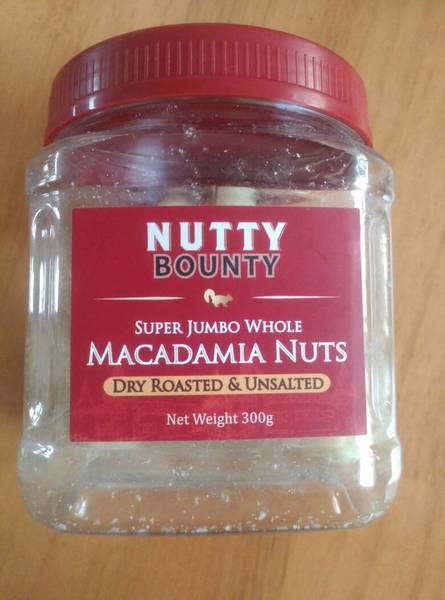 NUTTY
BOUNTY
SUPER JUMBO WHOLE
MACADAMIA NUTS
DRY ROASTED & UNSALTED
Net Weight 300g